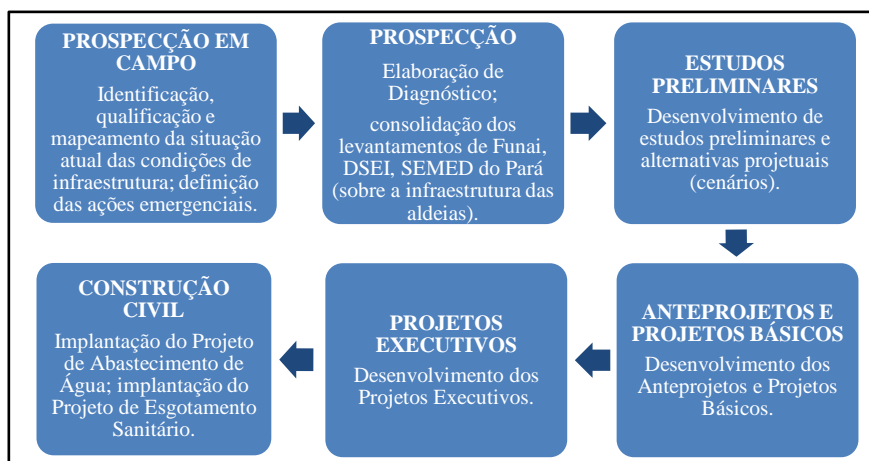 PROSPECÇÃO EM
CAMPO
Identificação,
qualificação e
mapeamento da situação
atual das condições de
infraestrutura; definição
das ações emergenciais.
PROSPECÇÃO
Elaboração de
Diagnóstico;
consolidação dos
levantamentos de Funai,
DSEI, SEMED do Pará
(sobre a infraestrutura das
aldeias).
ESTUDOS
PRELIMINARES
Desenvolvimento de
estudos preliminares e
alternativas projetuais
(cenários).
ANTEPROJETOS E
PROJETOS BÁSICOS
Desenvolvimento dos
Anteprojetos e Projetos
Básicos.
PROJETOS
EXECUTIVOS
Desenvolvimento dos
Projetos Executivos.
CONSTRUÇÃO
CIVIL
Implantação do Projeto
de Abastecimento de
Água; implantação do
Projeto de Esgotamento
Sanitário.